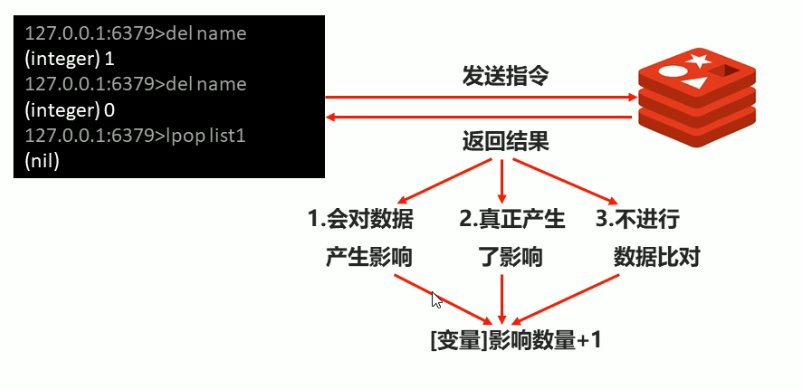 127.0.0.1:6379>del name
(integer) 1
127.0.0.1:6379>del name
(integer) 0
127.0.0.1:6379>lpop list1
(nil)
发送指令
返回结果
1.会对数据
产生影响
2.真正产生
了影响
3.不进行
数据比对
[变量]影响数量+1